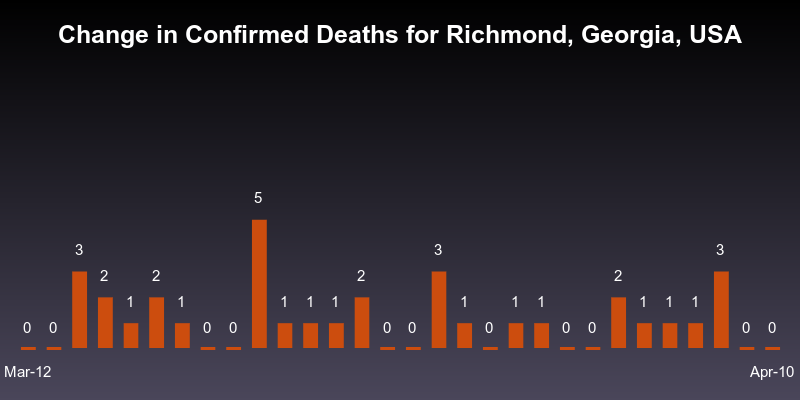 Change in Confirmed Deaths for Richmond, Georgia, USA
0 0 3 2 1 2 1 0 0 5 1 1 1 2 0 0 3 1 0 1 1 0 0 2 1 1 1 3 0 0
Mar-12 Apr-10